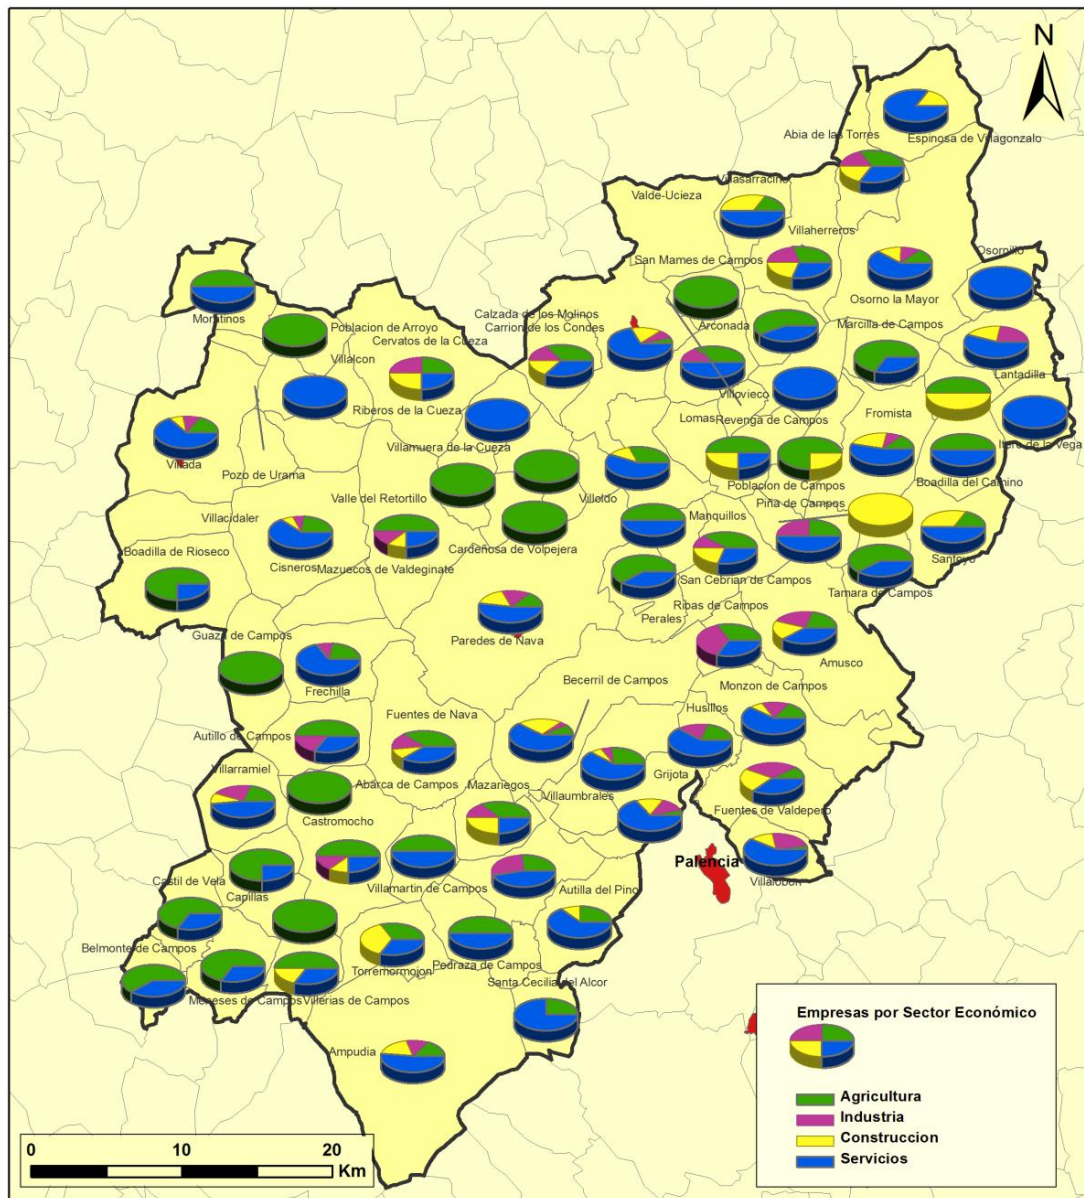 N
Abia de las Torres
Espinosa de Villagonzalo
Villasarracino
Valde-Ucieza
Villaherreros
San Mames de Campos
Osorno la Mayor
Osornillo
Moratinos
Poblacion de Arroyo
Calzada de los Molinos
Carrion de los Condes
Arconada
Marcilla de Campos
Cervatos de la Cueza
Villalcon
Lantadilla
Villovieco
Riberos de la Cueza
Lomas
Revenga de Campos
Fromista
Villamuera de la Cueza
Itero de la Vega
Villada
Pozo de Urama
Boadilla del Camino
Poblacion de Campos
Valle del Retortillo
Villoldo
Piña de Campos
Villacidaler
Manquillos
Santoyo
Cardeñosa de Volpejera
Boadilla de Rioseco
Cisneros
Mazuecos de Valdeginate
San Cebrian de Campos
Tamara de Campos
Ribas de Campos
Perales
Paredes de Nava
Guaza de Campos
Amusco
Frechilla
Becerril de Campos
Monzon de Campos
Husillos
Fuentes de Nava
Autillo de Campos
Villarramiel
Abarca de Campos
Mazariegos
Villaumbrales
Grijota
Fuentes de Valdepero
Castromocho
Palencia
Villalobon
Castil de Vela
Capillas
Villamartin de Campos
Autilla del Pino
Belmonte de Campos
Torremormojon
Pedraza de Campos
Santa Cecilia del Alcor
Meneses de Campos
Villerias de Campos
Ampudia
Empresas por Sector Económico
Agricultura
Industria
Construccion
Servicios
0 10 20
Km